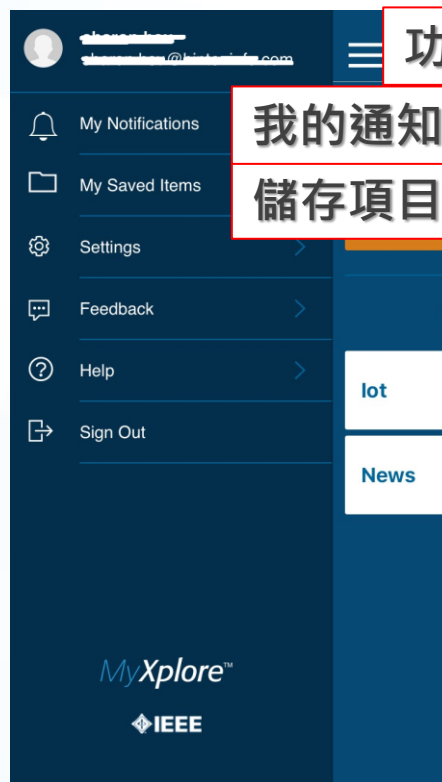 功
My Notifications
我的通知
My Saved Items
儲存項目
Settings
Feedback
Help
Iot
Sign Out
News
MyXplore™
IEEE